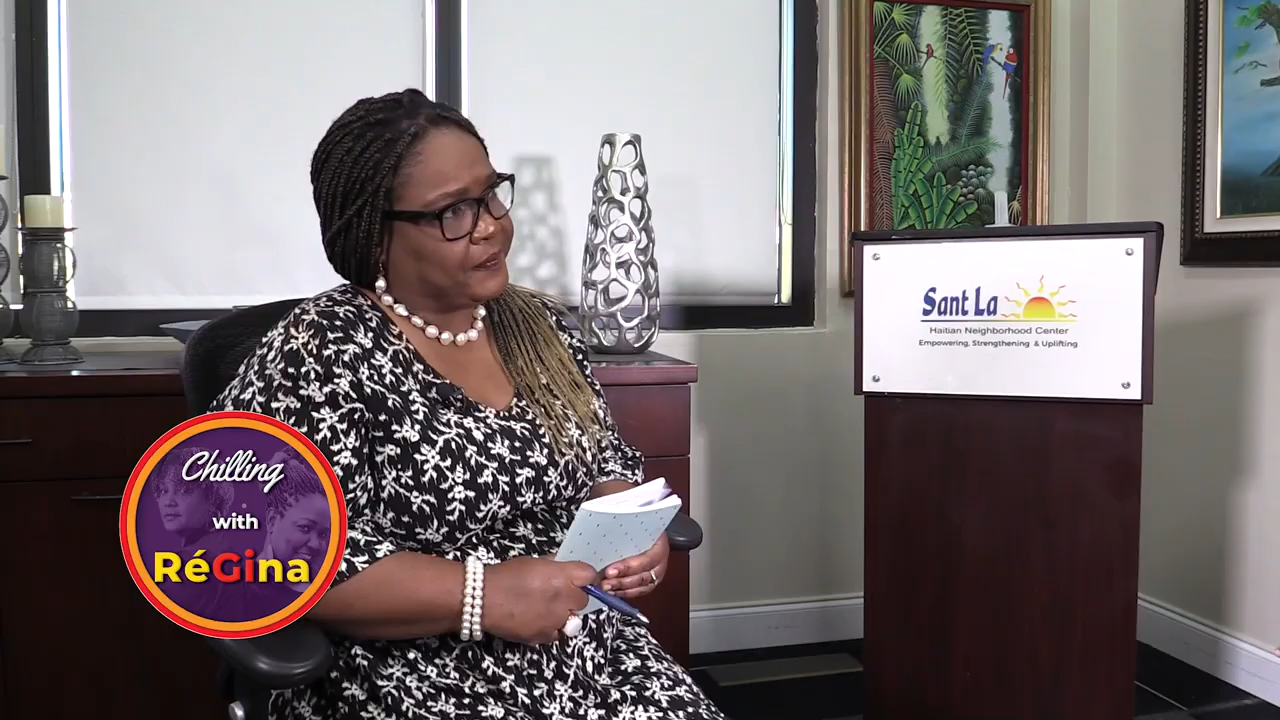 Chilling
with
RéGina
Sant La
Haitian Neighborhood Center
Empowering, Strengthening & Uplifting